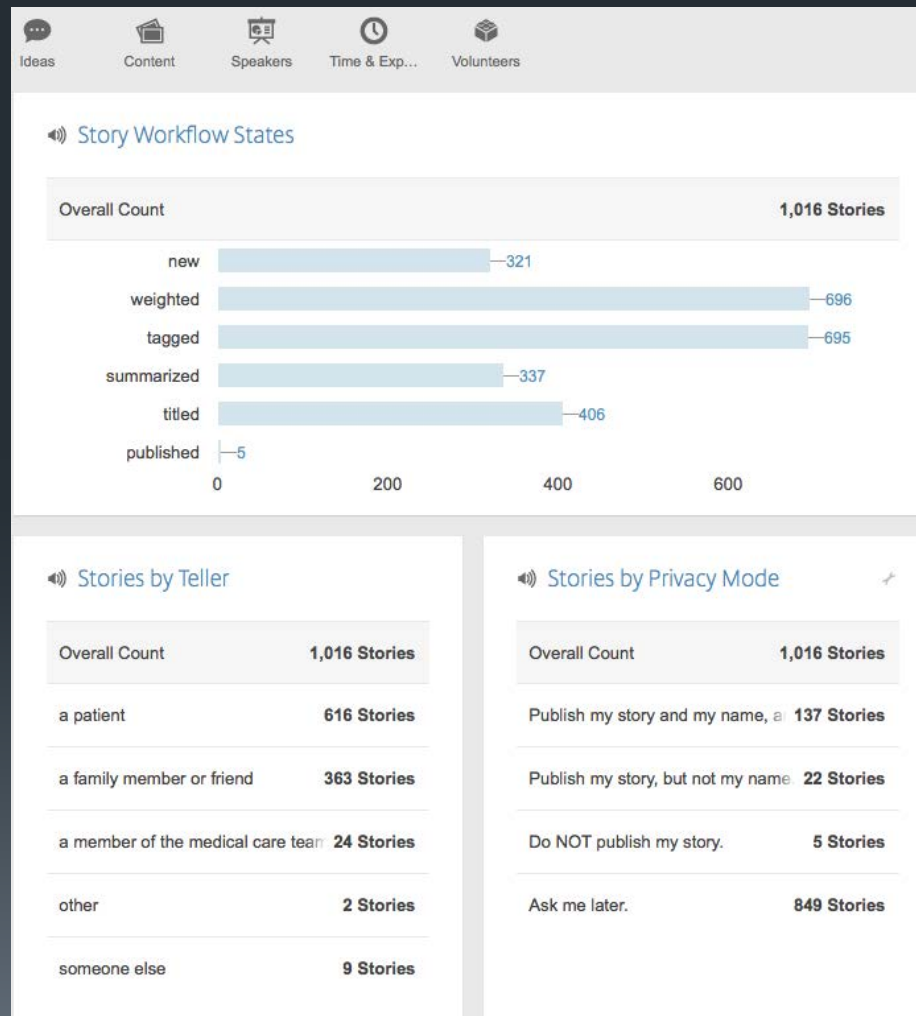 Ideas Content Speakers Time & Exp... Volunteers
Story Workflow States
Overall Count 1,016 Stories
new 321
weighted 696
tagged 695
summarized 337
titled 406
published 5
0 200 400 600
Stories by Teller
Overall Count 1,016 Stories
a patient 616 Stories
a family member or friend 363 Stories
a member of the medical care team 24 Stories
other 2 Stories
someone else 9 Stories
Stories by Privacy Mode
Overall Count 1,016 Stories
Publish my story and my name, a 137 Stories
Publish my story, but not my name 22 Stories
Do NOT publish my story. 5 Stories
Ask me later. 849 Stories